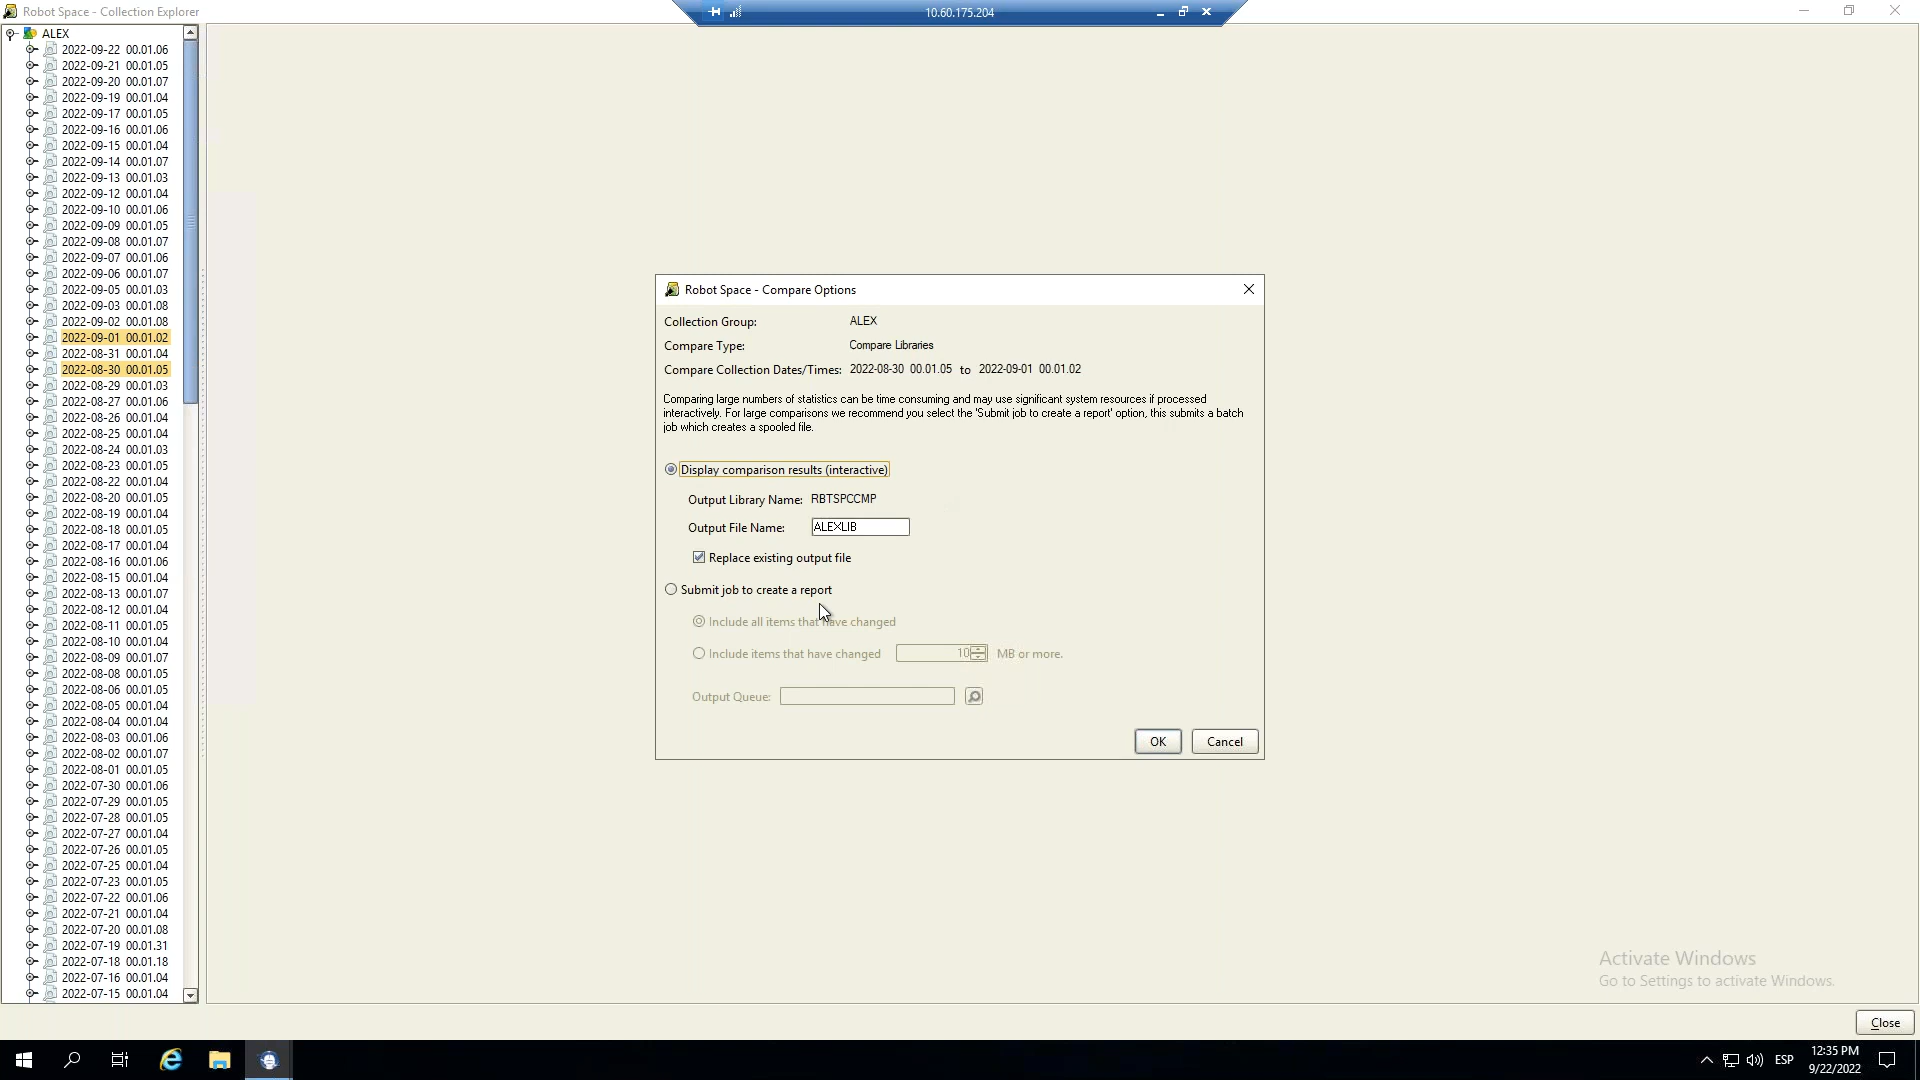 Robot Space - Collection Explorer
10.60.175.204
ALEX
2022-09-22 00.01.06
2022-09-21 00.01.05
2022-09-20 00.01.07
2022-09-19 00.01.04
2022-09-17 00.01.05
2022-09-16 00.01.06
2022-09-15 00.01.04
2022-09-14 00.01.07
2022-09-13 00.01.03
2022-09-12 00.01.04
2022-09-10 00.01.06
2022-09-09 00.01.05
2022-09-08 00.01.07
2022-09-07 00.01.06
2022-09-06 00.01.07
2022-09-05 00.01.03
2022-09-03 00.01.08
2022-09-02 00.01.08
2022-09-01 00.01.02
2022-08-31 00.01.04
2022-08-30 00.01.05
2022-08-29 00.01.03
2022-08-27 00.01.06
2022-08-26 00.01.04
2022-08-25 00.01.04
2022-08-24 00.01.03
2022-08-23 00.01.05
2022-08-22 00.01.04
2022-08-20 00.01.05
2022-08-19 00.01.04
2022-08-18 00.01.05
2022-08-17 00.01.04
2022-08-16 00.01.06
2022-08-15 00.01.04
2022-08-13 00.01.07
2022-08-12 00.01.04
2022-08-11 00.01.05
2022-08-10 00.01.04
2022-08-09 00.01.07
2022-08-08 00.01.05
2022-08-06 00.01.05
2022-08-05 00.01.04
2022-08-04 00.01.04
2022-08-03 00.01.06
2022-08-02 00.01.07
2022-08-01 00.01.05
2022-07-30 00.01.06
2022-07-29 00.01.05
2022-07-28 00.01.05
2022-07-27 00.01.04
2022-07-26 00.01.05
2022-07-25 00.01.04
2022-07-23 00.01.05
2022-07-22 00.01.06
2022-07-21 00.01.04
2022-07-20 00.01.08
2022-07-19 00.01.31
2022-07-18 00.01.18
2022-07-16 00.01.04
2022-07-15 00.01.04
Robot Space - Compare Options
Collection Group: ALEX
Compare Type: Compare Libraries
Compare Collection Dates/Times: 2022-08-30 00.01.05 to 2022-09-01 00.01.02
Comparing large numbers of statistics can be time consuming and may use significant system resources if processed
interactively. For large comparisons we recommend you select the 'Submit job to create a report' option, this submits a batch
job which creates a spooled file.
Display comparison results (interactive)
Output Library Name: RBTSPCCMP
Output File Name: ALEXLIB
Replace existing output file
Submit job to create a report
Include all items that have changed
Include items that have changed 10 MB or more.
Output Queue:
OK Cancel
Activate Windows
Go to Settings to activate Windows.
Close
ESP
12:35 PM
9/22/2022